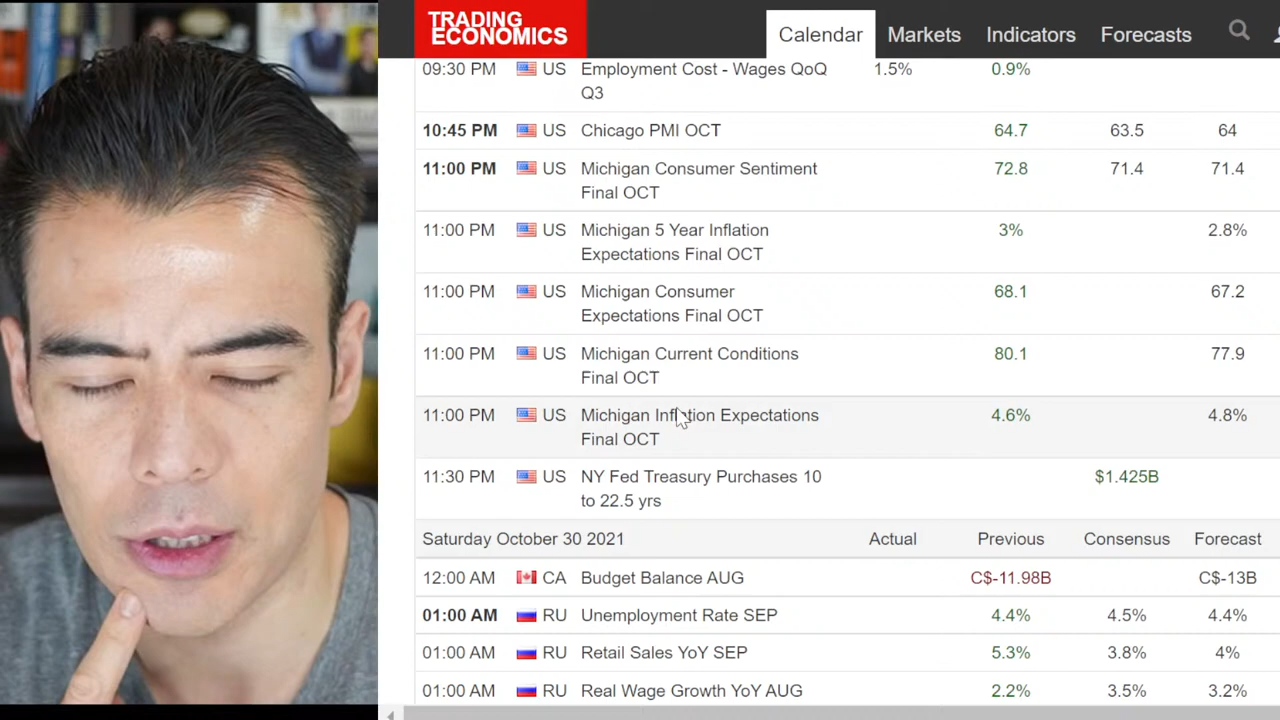 TRADING
ECONOMICS
Calendar Markets Indicators Forecasts
09:30 PM US Employment Cost - Wages QoQ 1.5% 0.9%
Q3
10:45 PM US Chicago PMI OCT 64.7 63.5 64
11:00 PM US Michigan Consumer Sentiment 72.8 71.4 71.4
Final OCT
11:00 PM US Michigan 5 Year Inflation 3% 2.8%
Expectations Final OCT
11:00 PM US Michigan Consumer 68.1 67.2
Expectations Final OCT
11:00 PM US Michigan Current Conditions 80.1 77.9
Final OCT
11:00 PM US Michigan Inflation Expectations 4.6% 4.8%
Final OCT
11:30 PM US NY Fed Treasury Purchases 10 $1.425B
to 22.5 yrs
Saturday October 30 2021 Actual Previous Consensus Forecast
12:00 AM CA Budget Balance AUG C$-11.98B C$-13B
01:00 AM RU Unemployment Rate SEP 4.4% 4.5% 4.4%
01:00 AM RU Retail Sales YoY SEP 5.3% 3.8% 4%
01:00 AM RU Real Wage Growth YoY AUG 2.2% 3.5% 3.2%